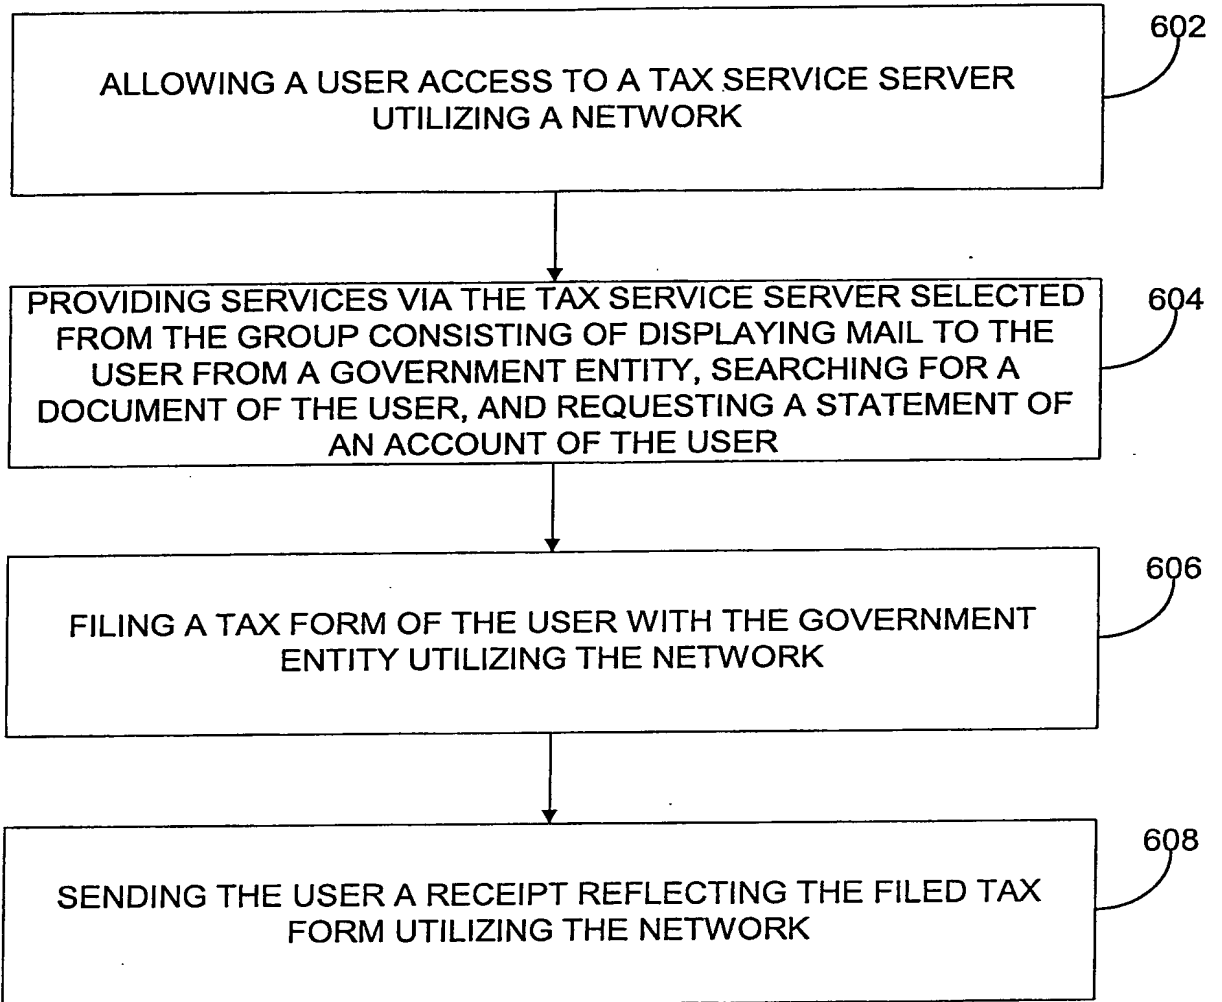 602
ALLOWING A USER ACCESS TO A TAX SERVICE SERVER
UTILIZING A NETWORK
604
PROVIDING SERVICES VIA THE TAX SERVICE SERVER SELECTED
FROM THE GROUP CONSISTING OF DISPLAYING MAIL TO THE
USER FROM A GOVERNMENT ENTITY, SEARCHING FOR A
DOCUMENT OF THE USER, AND REQUESTING A STATEMENT OF
AN ACCOUNT OF THE USER
606
FILING A TAX FORM OF THE USER WITH THE GOVERNMENT
ENTITY UTILIZING THE NETWORK
608
SENDING THE USER A RECEIPT REFLECTING THE FILED TAX
FORM UTILIZING THE NETWORK